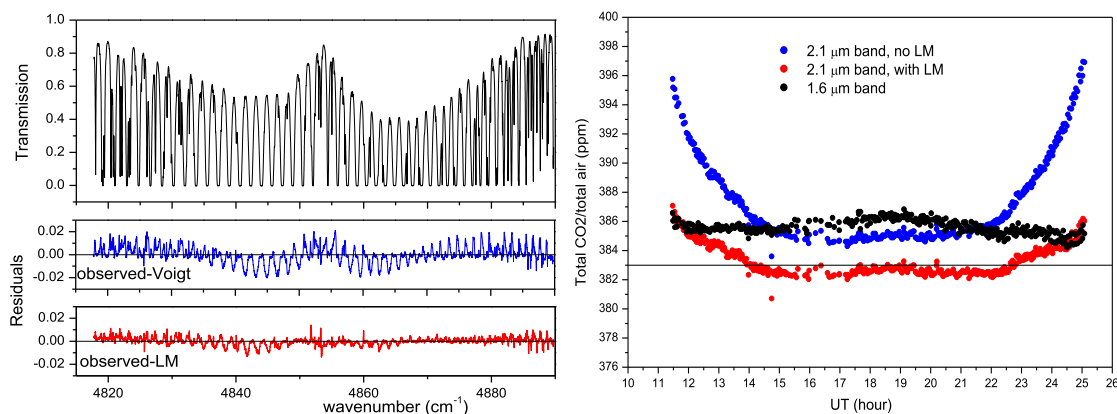 1.0
0.8
0.6
0.4
0.2
0.0
Transmission
0.02
0.00
-0.02
observed-Voigt
Residuals
0.02
0.00
-0.02
observed-LM
4820 4840 4860 4880
wavenumber (cm⁻¹)
400
398
396
394
392
390
388
386
384
382
380
378
376
Total CO2/total air (ppm)
2.1 μm band, no LM
2.1 μm band, with LM
1.6 μm band
10 11 12 13 14 15 16 17 18 19 20 21 22 23 24 25 26
UT (hour)